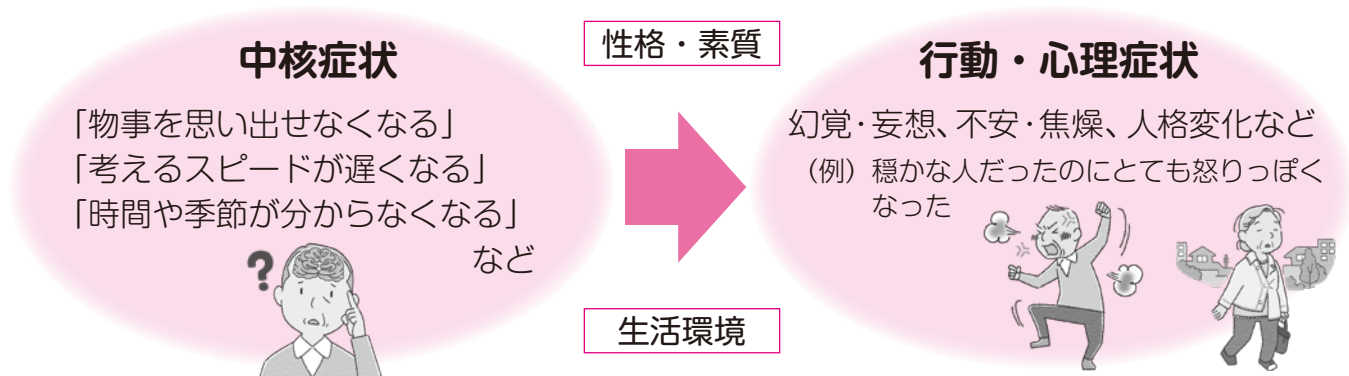 中核症状
「物事を思い出せなくなる」
「考えるスピードが遅くなる」
「時間や季節が分からなくなる」
など
?
性格・素質
生活環境
行動・心理症状
幻覚・妄想、不安・焦燥、人格変化など
（例）穏かな人だったのにとても怒りっぽく
なった